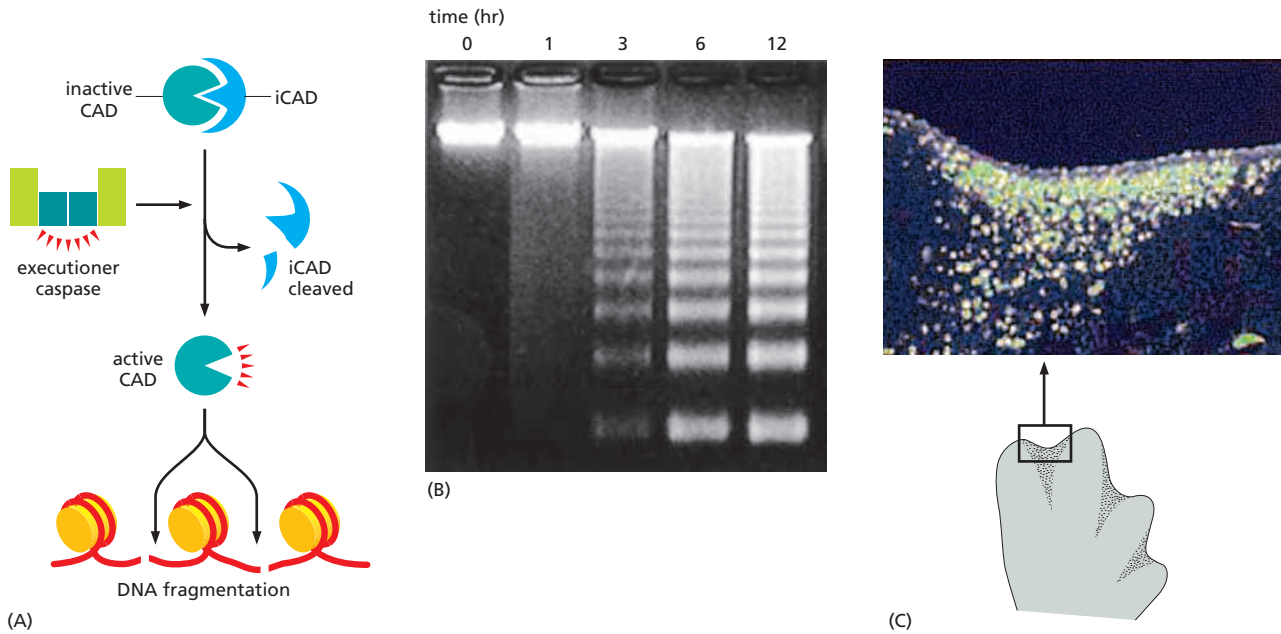 inactive
CAD
iCAD
executioner
caspase
iCAD
cleaved
active
CAD
DNA fragmentation
(A)
time (hr)
0 1 3 6 12
(B)
(C)